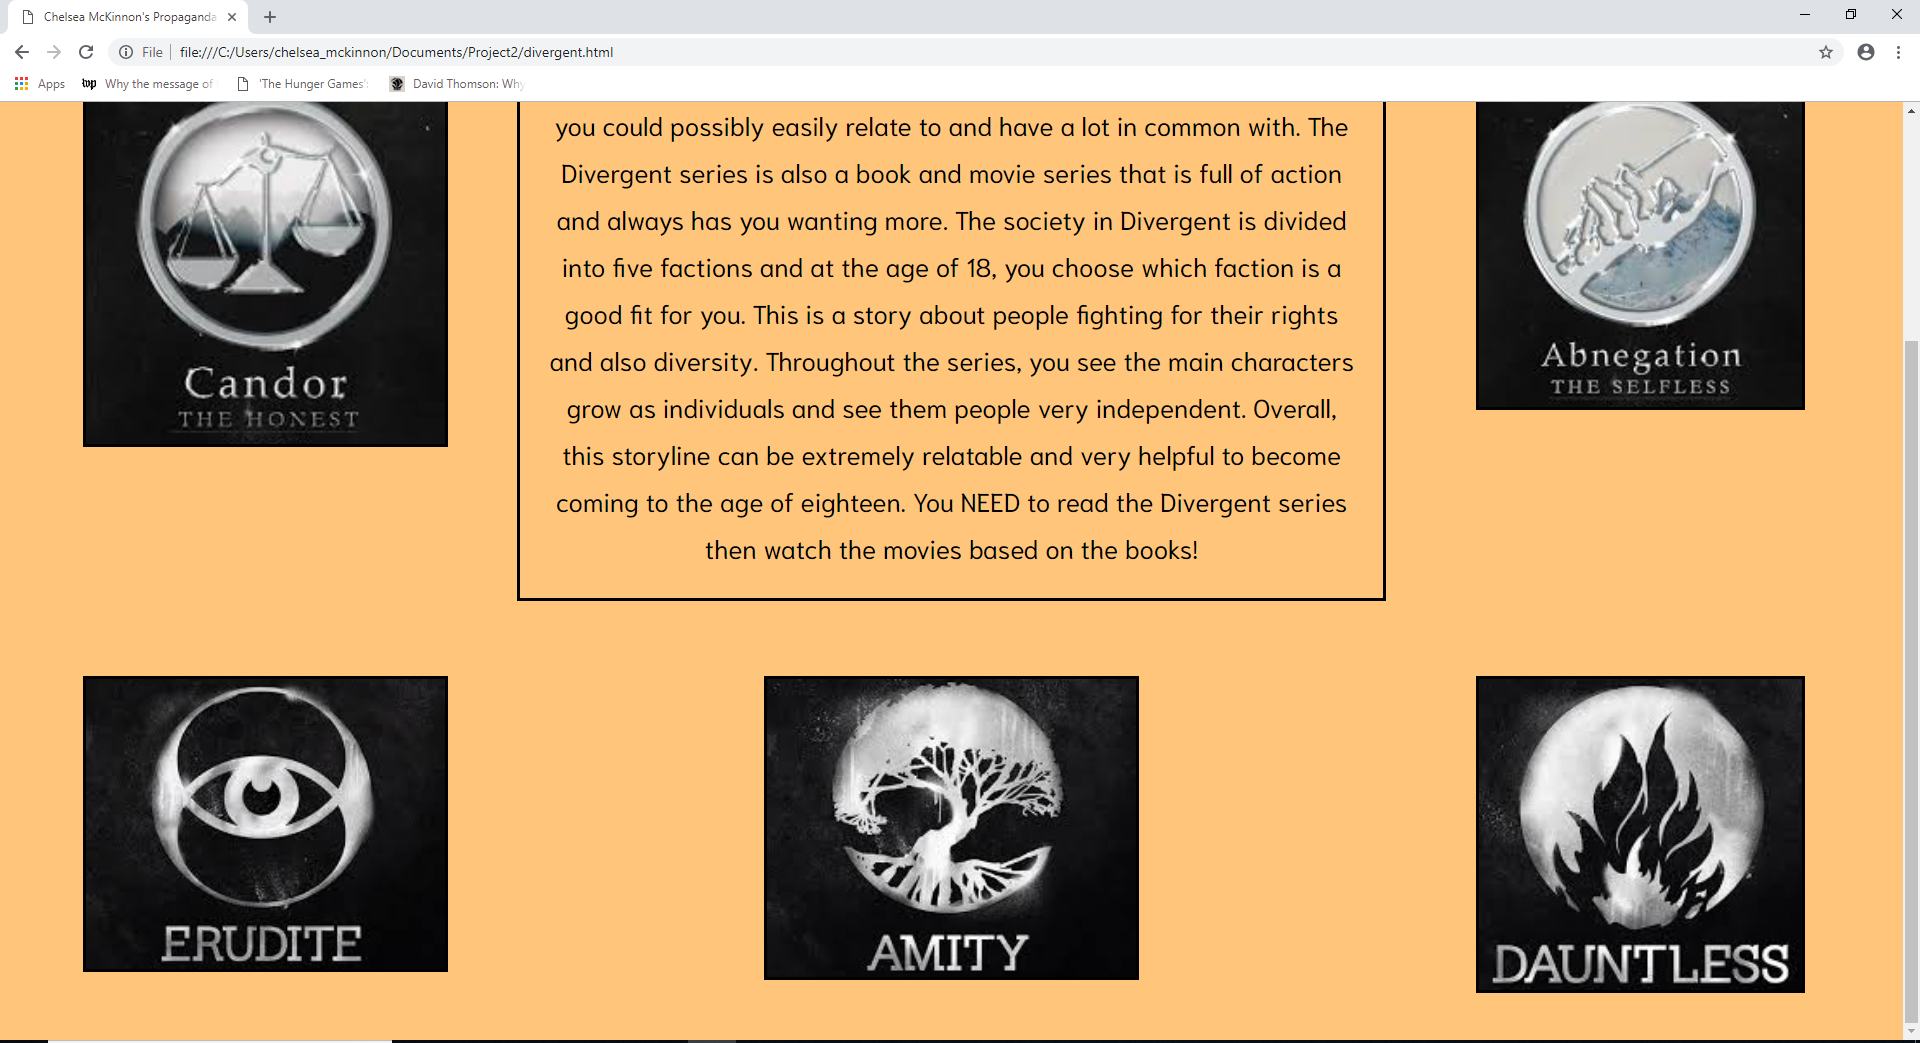 Chelsea McKinnon's Propaganda
File
file:///C:/Users/chelsea_mckinnon/Documents/Project2/divergent.html
Apps
wp
Why the message of
'The Hunger Games':
David Thomson: Why
you could possibly easily relate to and have a lot in common with. The
Divergent series is also a book and movie series that is full of action
and always has you wanting more. The society in Divergent is divided
into five factions and at the age of 18, you choose which faction is a
good fit for you. This is a story about people fighting for their rights
and also diversity. Throughout the series, you see the main characters
grow as individuals and see them people very independent. Overall,
this storyline can be extremely relatable and very helpful to become
coming to the age of eighteen. You NEED to read the Divergent series
then watch the movies based on the books!
Candor
THE HONEST
Abnegation
THE SELFLESS
ERUDITE
AMITY
DAUNTLESS